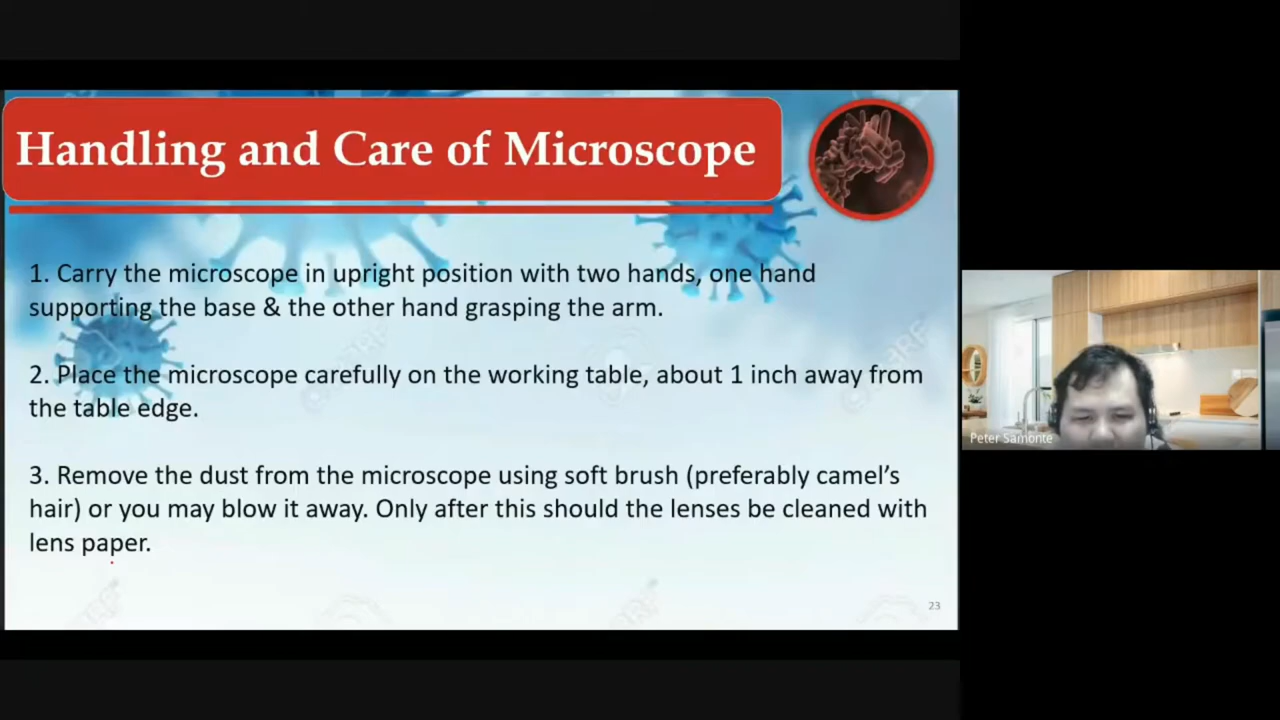 Handling and Care of Microscope
1. Carry the microscope in upright position with two hands, one hand
supporting the base & the other hand grasping the arm.
2. Place the microscope carefully on the working table, about 1 inch away from
the table edge.
3. Remove the dust from the microscope using soft brush (preferably camel's
hair) or you may blow it away. Only after this should the lenses be cleaned with
lens paper.
23
Peter Samonte